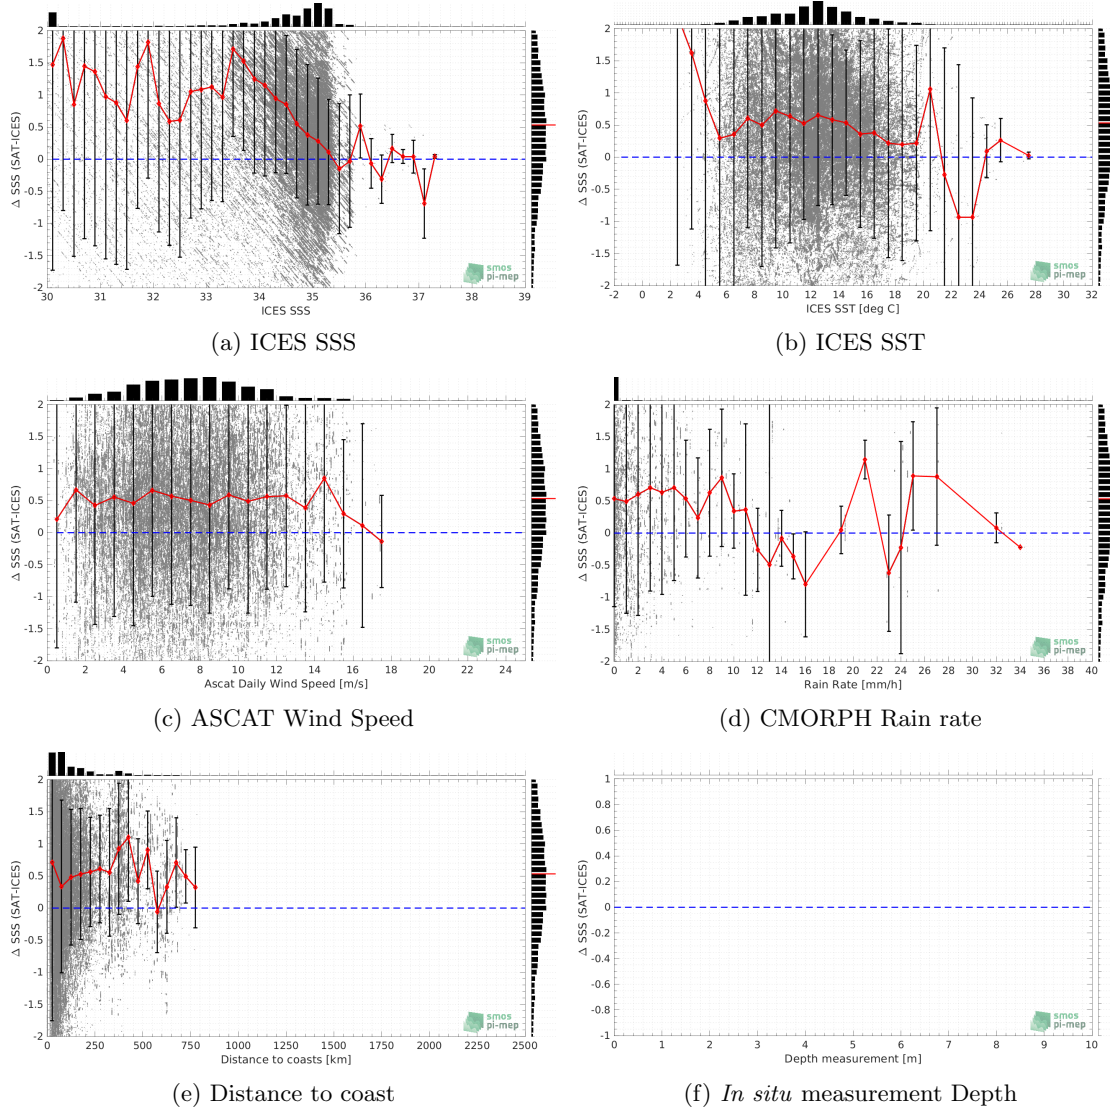 2
1.5
1
0.5
0
-0.5
-1
-1.5
-2
Δ SSS (SAT-ICES)
30 31 32 33 34 35 36 37 38 39
ICES SSS
smos
pi-mep
(a) ICES SSS
2
1.5
1
0.5
0
-0.5
-1
-1.5
-2
Δ SSS (SAT-ICES)
-2 0 2 4 6 8 10 12 14 16 18 20 22 24 26 28 30 32
ICES SST [deg C]
smos
pi-mep
(b) ICES SST
2
1.5
1
0.5
0
-0.5
-1
-1.5
-2
Δ SSS (SAT-ICES)
0 2 4 6 8 10 12 14 16 18 20 22 24
Ascat Daily Wind Speed [m/s]
smos
pi-mep
(c) ASCAT Wind Speed
2
1.5
1
0.5
0
-0.5
-1
-1.5
-2
Δ SSS (SAT-ICES)
0 2 4 6 8 10 12 14 16 18 20 22 24 26 28 30 32 34 36 38 40
Rain Rate [mm/h]
smos
pi-mep
(d) CMORPH Rain rate
2
1.5
1
0.5
0
-0.5
-1
-1.5
-2
Δ SSS (SAT-ICES)
0 250 500 750 1000 1250 1500 1750 2000 2250 2500
Distance to coasts [km]
smos
pi-mep
(e) Distance to coast
1
0.8
0.6
0.4
0.2
0
-0.2
-0.4
-0.6
-0.8
-1
Δ SSS (SAT-ICES)
0 1 2 3 4 5 6 7 8 9 10
Depth measurement [m]
smos
pi-mep
(f) In situ measurement Depth